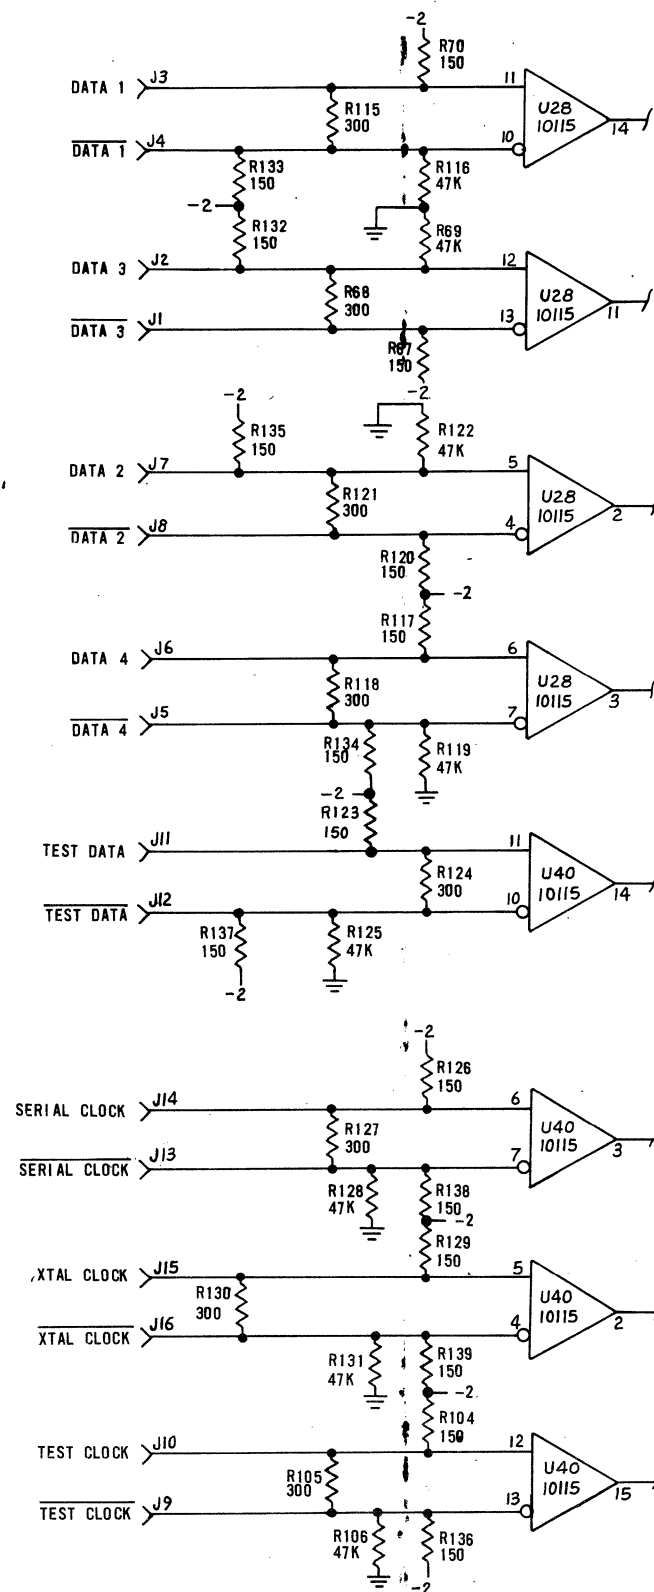 -2
R70
150
DATA 1 J3 11
R115
300
U28
10115
14
DATA 1 J4 10
R133
150
R116
47K
-2
R132
150
R69
47K
DATA 3 J2 12
R68
300
U28
10115
11
DATA 3 J1 13
R67
150
-2
-2
R135
150
R122
47K
DATA 2 J7 5
R121
300
U28
10115
2
DATA 2 J8 4
R120
150
-2
R117
150
DATA 4 J6 6
R118
300
U28
10115
3
DATA 4 J5 7
R134
150
R119
47K
-2
R123
150
TEST DATA J11 11
R124
300
U40
10115
14
TEST DATA J12 10
R137
150
R125
47K
-2
-2
R126
150
SERIAL CLOCK J14 6
R127
300
U40
10115
3
SERIAL CLOCK J13 7
R128
47K
R138
150
-2
R129
150
XTAL CLOCK J15 5
R130
300
U40
10115
2
XTAL CLOCK J16 4
R131
47K
R139
150
-2
R104
150
TEST CLOCK J10 12
R105
300
U40
10115
15
TEST CLOCK J9 13
R106
47K
R136
150
-2